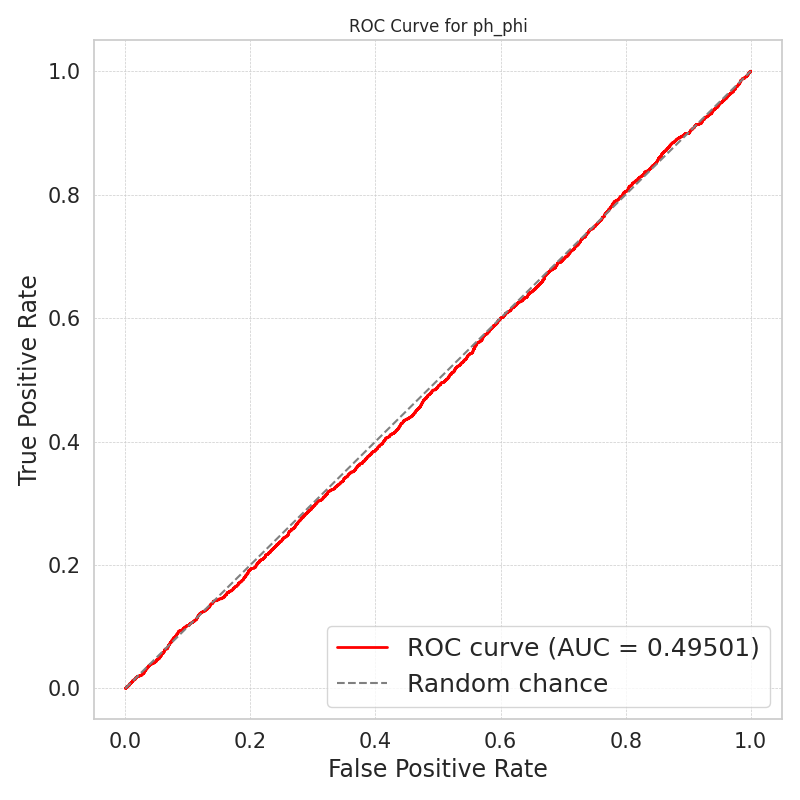 ROC Curve for ph_phi
True Positive Rate
1.0
0.8
0.6
0.4
0.2
0.0
ROC curve (AUC = 0.49501)
Random chance
0.0 0.2 0.4 0.6 0.8 1.0
False Positive Rate